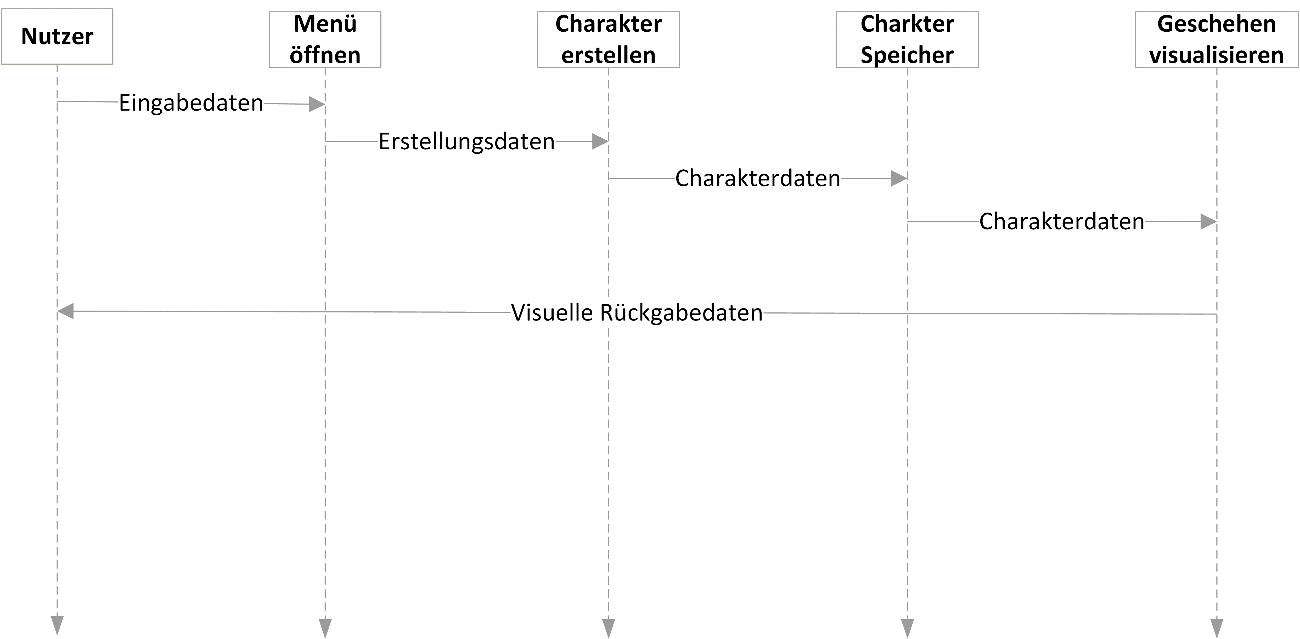 Nutzer
Menü
öffnen
Charakter
erstellen
Charkter
Speicher
Geschehen
visualisieren
Eingabedaten
Erstellungsdaten
Charakterdaten
Charakterdaten
Visuelle Rückgabedaten